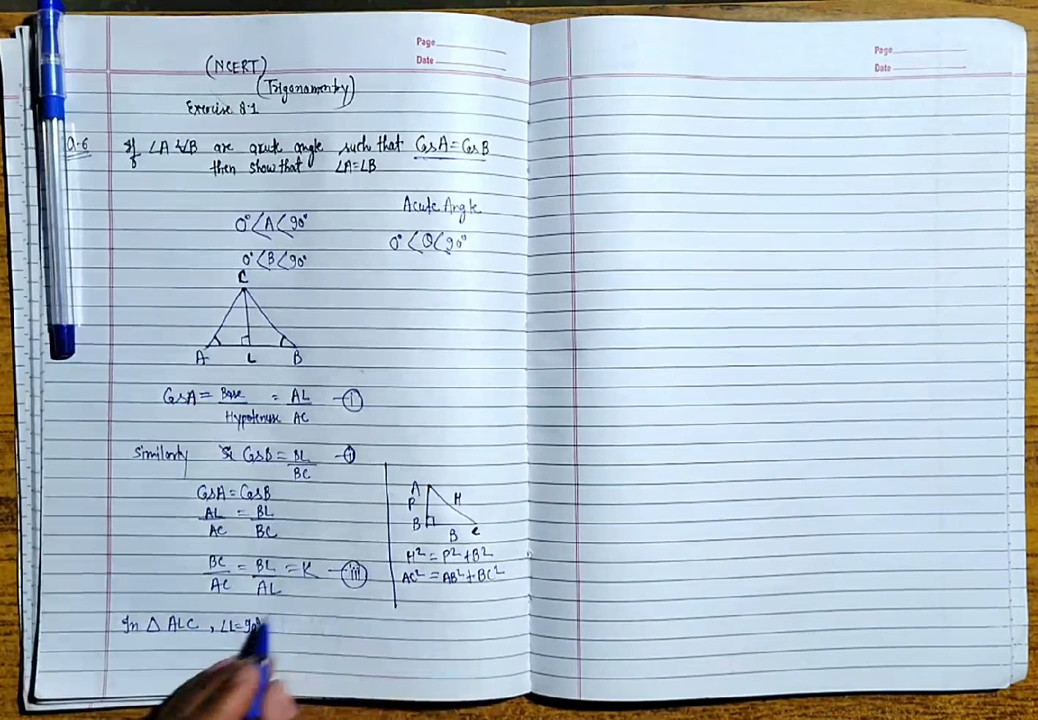 Page
Date
Page
Date
(NCERT)
(Trigonamentry)
Exercise 8.1
Q-6 If ∠A & ∠B are acute angle such that CosA = CosB
then show that ∠A=∠B
Acute Angle
0°<A<90°
0°<θ<90°
0°<B<90°
C
A L B
CosA = Base/Hypotenuse = AL/AC -(i)
Similarly CosB = BL/BC -(ii)
CosA = CosB
AL/AC = BL/BC
BC/AC = BL/AL = K -(iii)
A
P H
B
B C
H² = P² + B²
AC² = AB² + BC²
In △ ALC, ∠L=90°